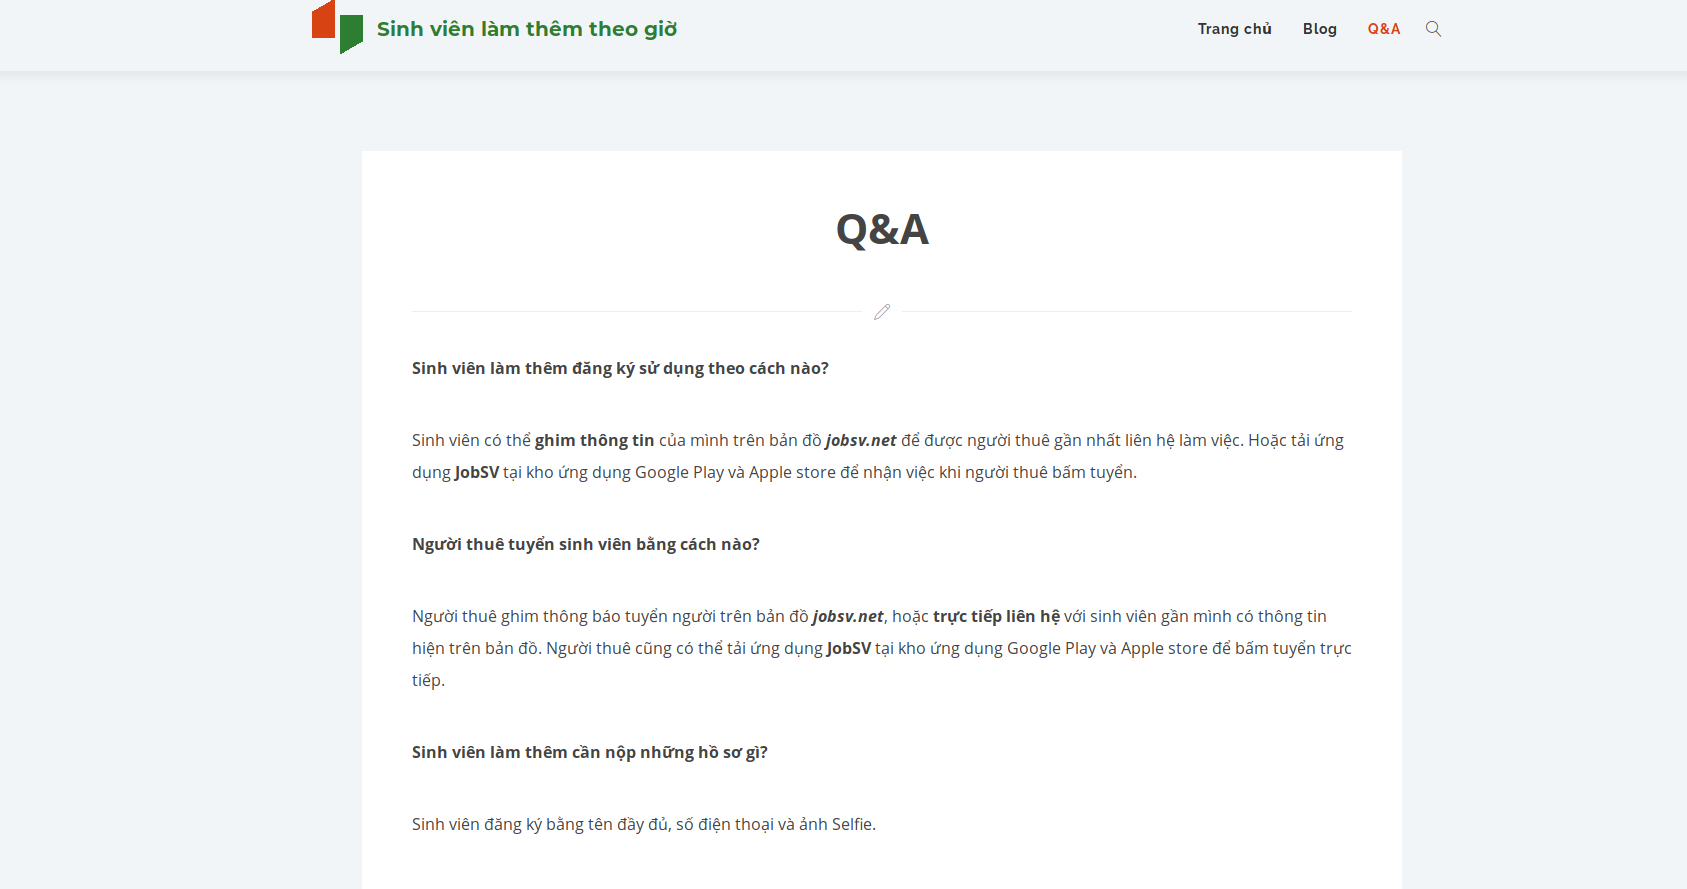 Sinh viên làm thêm theo giờ
Trang chủ
Blog
Q&A
Q&A
Sinh viên làm thêm đăng ký sử dụng theo cách nào?
Sinh viên có thể ghim thông tin của mình trên bản đồ jobsv.net để được người thuê gần nhất liên hệ làm việc. Hoặc tải ứng
dụng JobSV tại kho ứng dụng Google Play và Apple store để nhận việc khi người thuê bấm tuyển.
Người thuê tuyển sinh viên bằng cách nào?
Người thuê ghim thông báo tuyển người trên bản đồ jobsv.net, hoặc trực tiếp liên hệ với sinh viên gần mình có thông tin
hiện trên bản đồ. Người thuê cũng có thể tải ứng dụng JobSV tại kho ứng dụng Google Play và Apple store để bấm tuyển trực
tiếp.
Sinh viên làm thêm cần nộp những hồ sơ gì?
Sinh viên đăng ký bằng tên đầy đủ, số điện thoại và ảnh Selfie.